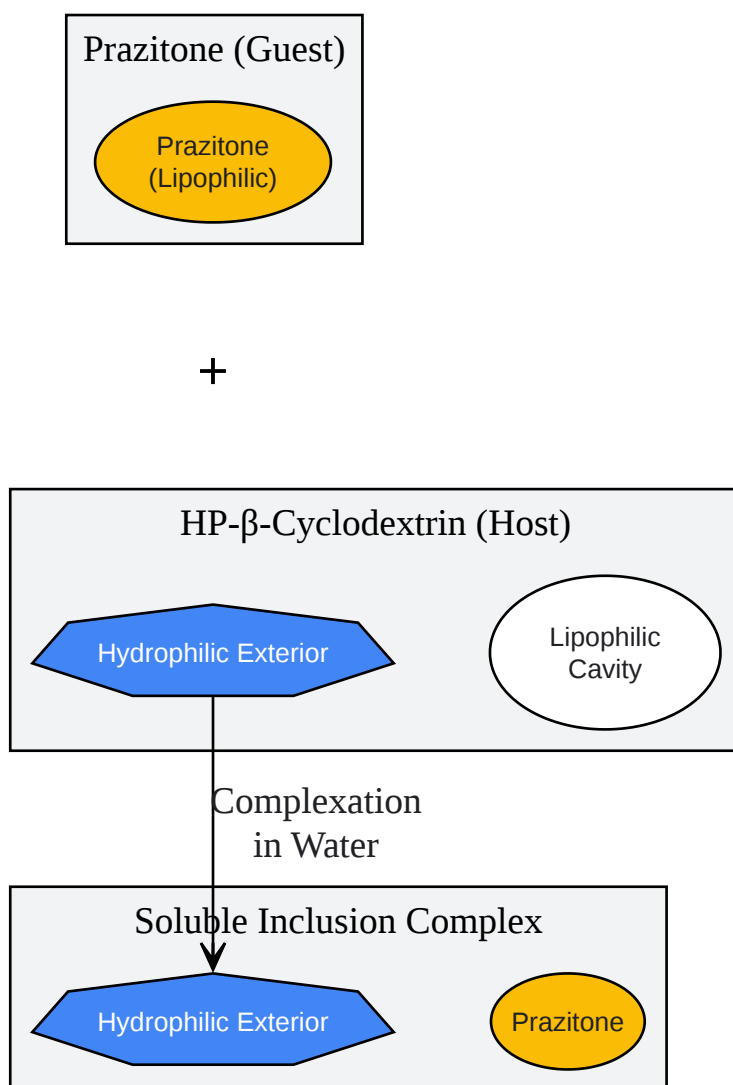 Prazitone (Guest)
Prazitone
(Lipophilic)
+
HP-β-Cyclodextrin (Host)
Hydrophilic Exterior
Lipophilic
Cavity
Complexation
in Water
Soluble Inclusion Complex
Hydrophilic Exterior
Prazitone